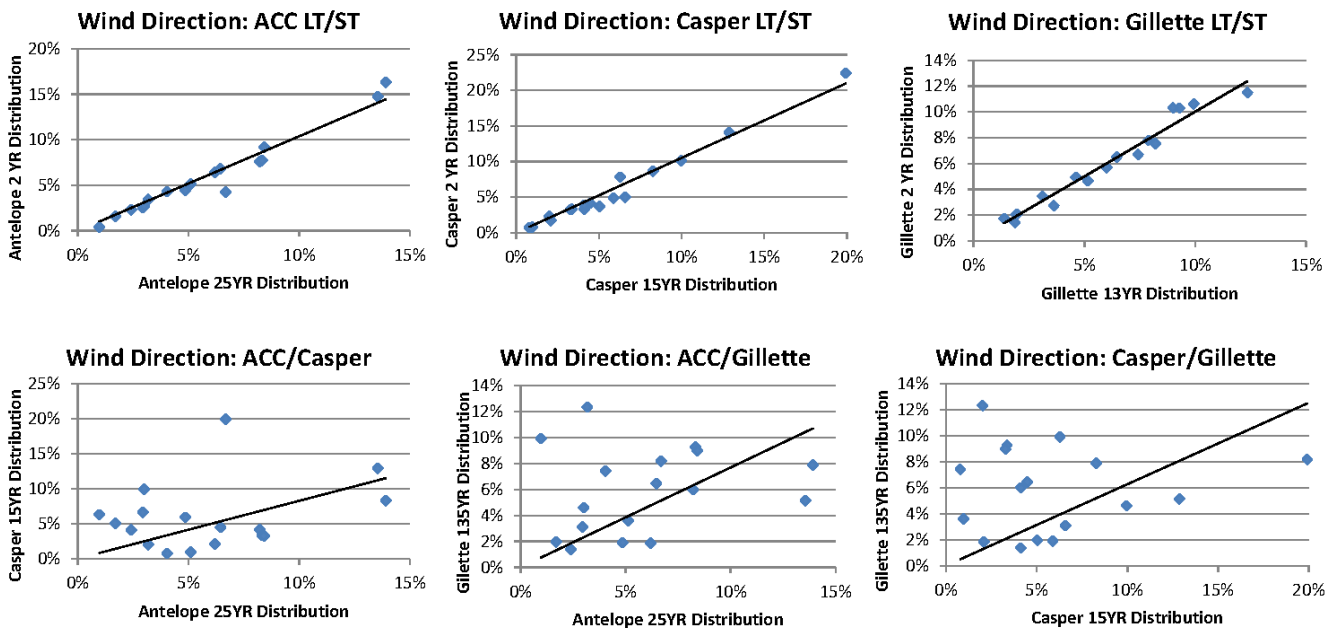 Wind Direction: ACC LT/ST
Antelope 2 YR Distribution
20%
15%
10%
5%
0%
0% 5% 10% 15%
Antelope 25YR Distribution
Wind Direction: Casper LT/ST
Casper 2 YR Distribution
25%
20%
15%
10%
5%
0%
0% 5% 10% 15% 20%
Casper 15YR Distribution
Wind Direction: Gillette LT/ST
Gillette 2 YR Distribution
14%
12%
10%
8%
6%
4%
2%
0%
0% 5% 10% 15%
Gillette 13YR Distribution
Wind Direction: ACC/Casper
Casper 15YR Distribution
25%
20%
15%
10%
5%
0%
0% 5% 10% 15%
Antelope 25YR Distribution
Wind Direction: ACC/Gillette
Gillette 135YR Distribution
14%
12%
10%
8%
6%
4%
2%
0%
0% 5% 10% 15%
Antelope 25YR Distribution
Wind Direction: Casper/Gillette
Gillette 135YR Distribution
14%
12%
10%
8%
6%
4%
2%
0%
0% 5% 10% 15% 20%
Casper 15YR Distribution